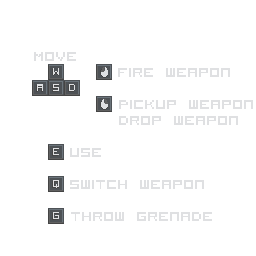 MOVE
W
A S D
FIRE WEAPON
PICKUP WEAPON
DROP WEAPON
E USE
Q SWITCH WEAPON
G THROW GRENADE